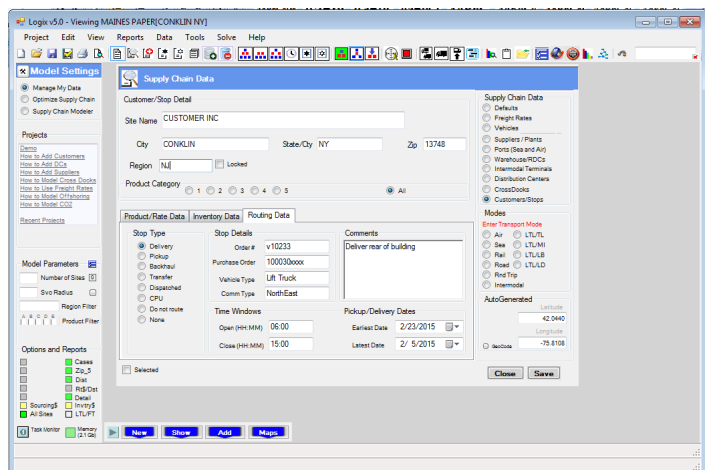 Logix v5.0 - Viewing MAINES PAPER[CONKLIN NY]
Project Edit View Reports Data Tools Solve Help
Model Settings
Manage My Data
Optimize Supply Chain
Supply Chain Modeler
Projects
Demo
How to Add Customers
How to Add DCs
How to Add Suppliers
How to Model Cross Docks
How to Use Freight Rates
How to Model Offshoring
How to Model CO2
Recent Projects
Model Parameters
Number of Sites
Svc Radius
Region Filter
A B C D E
Product Filter
Options and Reports
Cases
Zip_5
Dist
Rt$/Dist
Detail
Sourcing$ Invtry$
All Sites LTL/FT
Task Monitor Memory (2.1 Gb)
Supply Chain Data
Customer/Stop Detail
Site Name CUSTOMER INC
City CONKLIN State/Cty NY Zip 13748
Region NJ Locked
Product Category 1 2 3 4 5 All
Product/Rate Data Inventory Data Routing Data
Stop Type
Delivery
Pickup
Backhaul
Transfer
Dispatched
CPU
Do not route
None
Stop Details
Order # v10233
Purchase Order 100030xxxx
Vehicle Type Lift Truck
Comm Type NorthEast
Comments
Deliver rear of building
Time Windows
Open (HH:MM) 06:00
Close (HH:MM) 15:00
Pickup/Delivery Dates
Earliest Date 2/23/2015
Latest Date 2/ 5/2015
Selected
Supply Chain Data
Defaults
Freight Rates
Vehicles
Suppliers / Plants
Ports (Sea and Air)
Warehouse/RDCs
Intermodal Terminals
Distribution Centers
CrossDocks
Customers/Stops
Modes
Enter Transport Mode
Air LTL/TL
Sea LTL/MI
Rail LTL/LB
Road LTL/LD
Rnd Trip
Intermodal
AutoGenerated
Latitude
42.0440
Longitude
GeoCode -75.8108
Close Save
New Show Add Maps